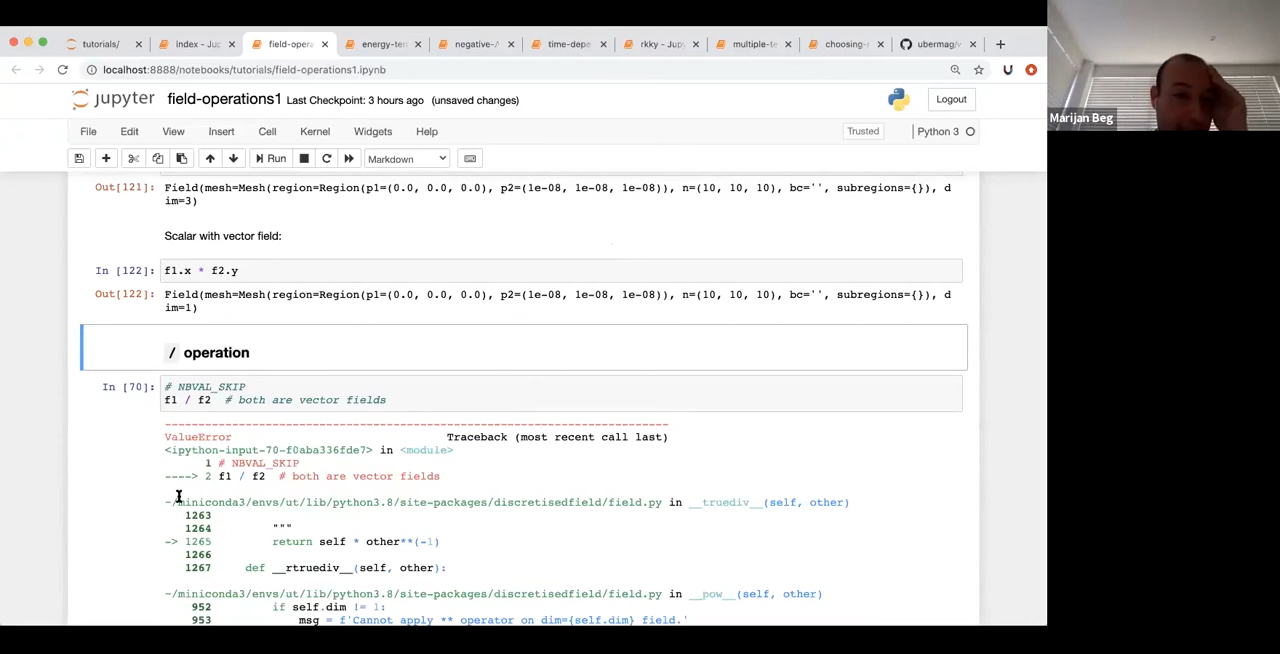 tutorials/
index - Jup
field-opera
energy-ten
negative-/
time-depe
rkky - Jupy
multiple-te
choosing-
ubermag/
localhost:8888/notebooks/tutorials/field-operations1.ipynb
jupyter field-operations1 Last Checkpoint: 3 hours ago (unsaved changes)
Logout
File Edit View Insert Cell Kernel Widgets Help
Trusted
Python 3
Run
Markdown
Out[121]: Field(mesh=Mesh(region=Region(p1=(0.0, 0.0, 0.0), p2=(1e-08, 1e-08, 1e-08)), n=(10, 10, 10), bc='', subregions={}), d
im=3)
Scalar with vector field:
In [122]: f1.x * f2.y
Out[122]: Field(mesh=Mesh(region=Region(p1=(0.0, 0.0, 0.0), p2=(1e-08, 1e-08, 1e-08)), n=(10, 10, 10), bc='', subregions={}), d
im=1)
/ operation
In [70]: # NBVAL_SKIP
f1 / f2 # both are vector fields
ValueError Traceback (most recent call last)
<ipython-input-70-f0aba336fde7> in <module>
1 # NBVAL_SKIP
----> 2 f1 / f2 # both are vector fields
~/miniconda3/envs/ut/lib/python3.8/site-packages/discretisedfield/field.py in __truediv__(self, other)
1263
1264 """
-> 1265 return self * other**(-1)
1266
1267 def __rtruediv__(self, other):
~/miniconda3/envs/ut/lib/python3.8/site-packages/discretisedfield/field.py in __pow__(self, other)
952 if self.dim != 1:
953 msg = f'Cannot apply ** operator on dim={self.dim} field.'
Marijan Beg